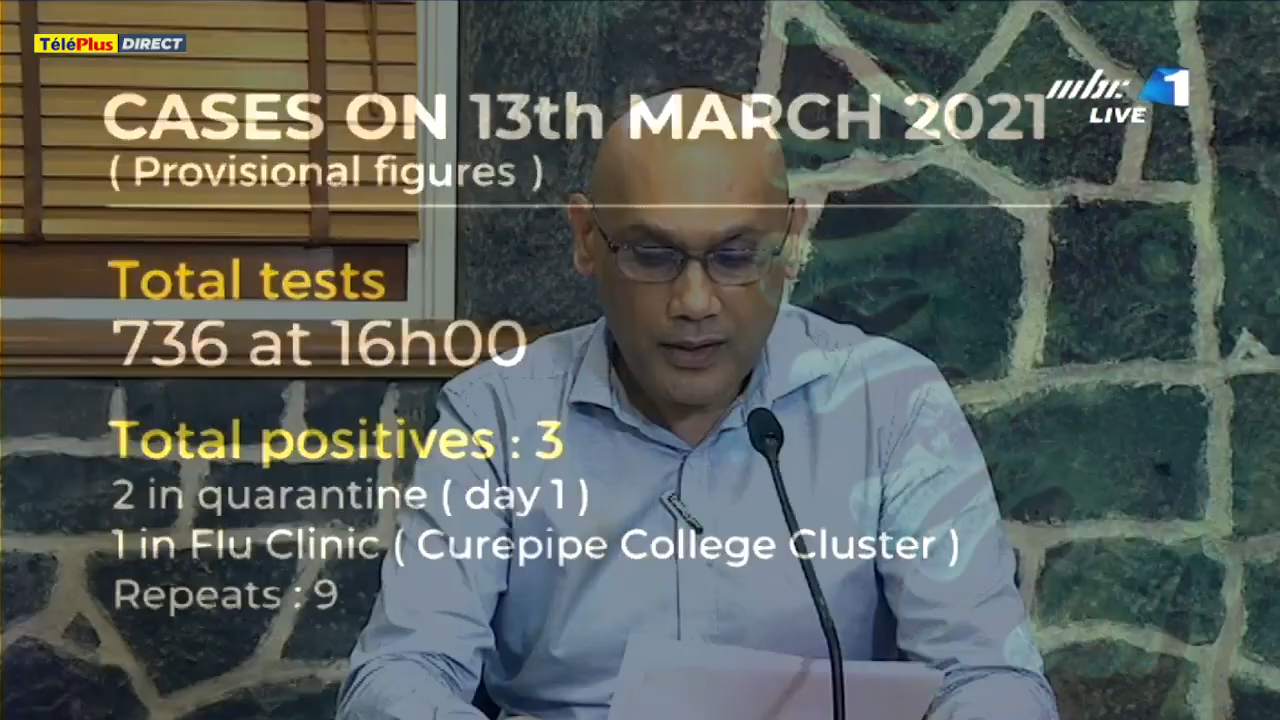 TéléPlus DIRECT
mbc 1
LIVE
CASES ON 13th MARCH 2021
( Provisional figures )
Total tests
736 at 16h00
Total positives : 3
2 in quarantine ( day 1 )
1 in Flu Clinic ( Curepipe College Cluster )
Repeats : 9